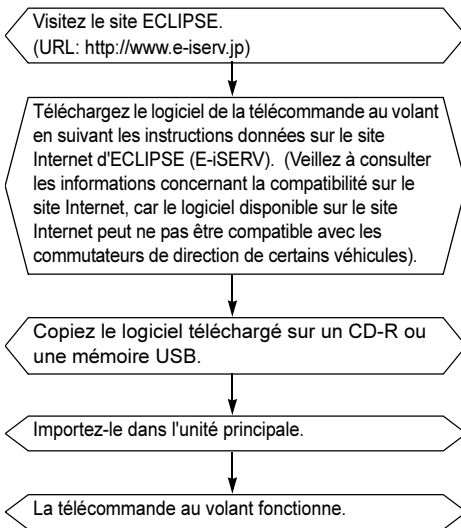 Visitez le site ECLIPSE.
(URL: http://www.e-iserv.jp)
Téléchargez le logiciel de la télécommande au volant
en suivant les instructions données sur le site
Internet d'ECLIPSE (E-iSERV). (Veillez à consulter
les informations concernant la compatibilité sur le
site Internet, car le logiciel disponible sur le site
Internet peut ne pas être compatible avec les
commutateurs de direction de certains véhicules).
Copiez le logiciel téléchargé sur un CD-R ou
une mémoire USB.
Importez-le dans l'unité principale.
La télécommande au volant fonctionne.